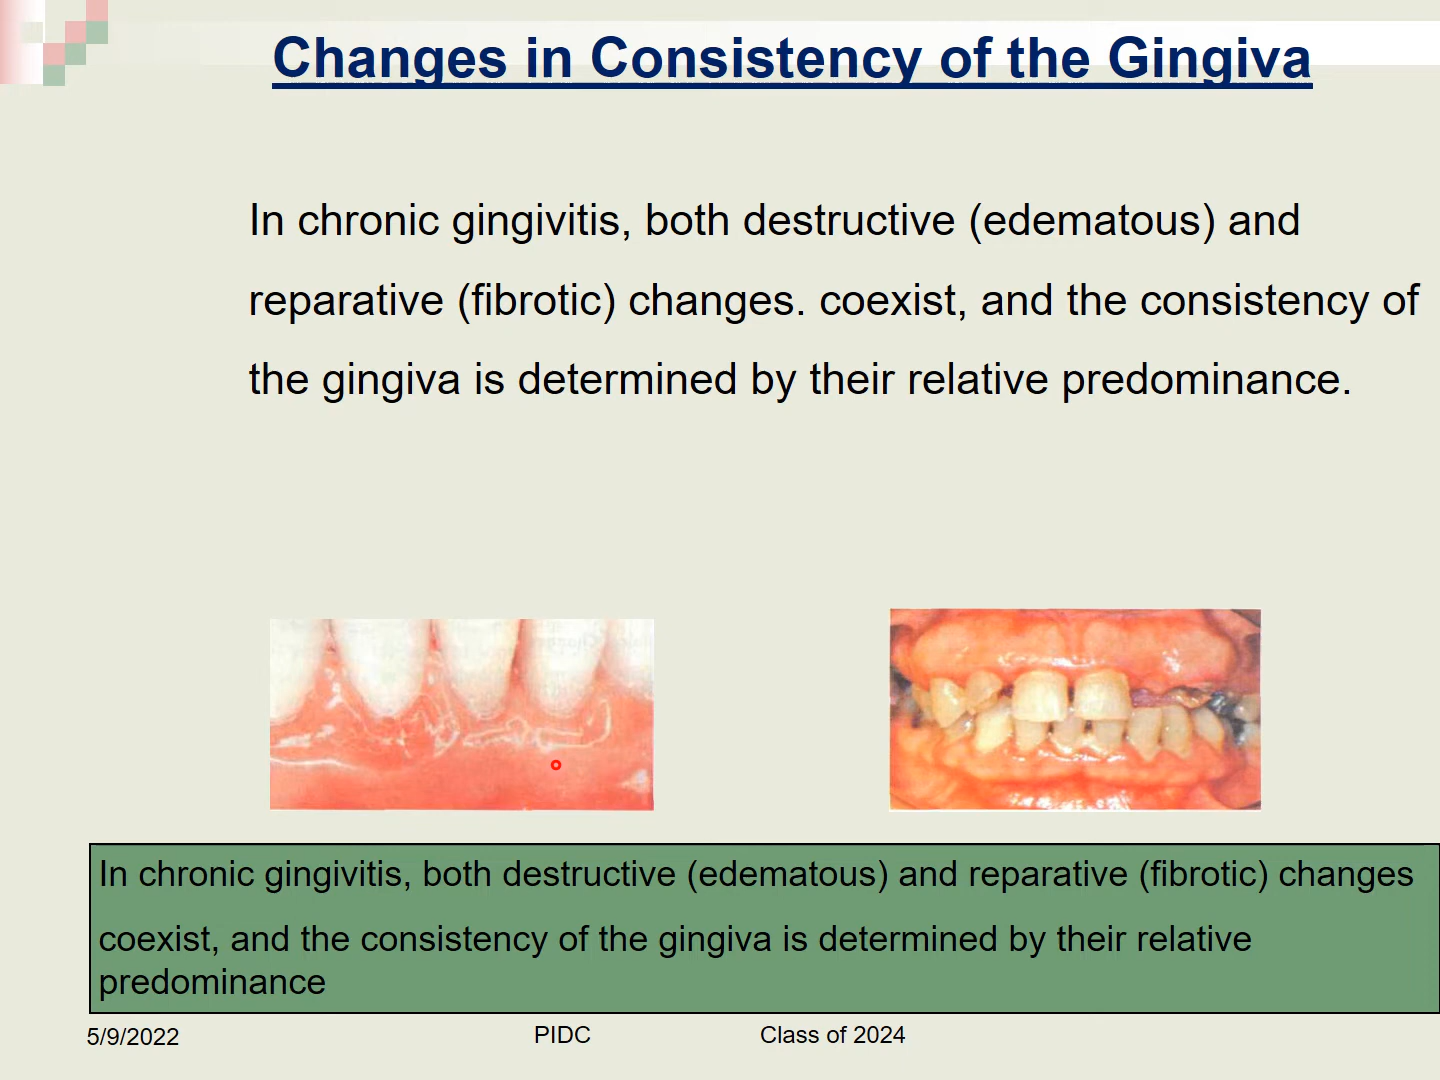 Changes in Consistency of the Gingiva
In chronic gingivitis, both destructive (edematous) and
reparative (fibrotic) changes. coexist, and the consistency of
the gingiva is determined by their relative predominance.
In chronic gingivitis, both destructive (edematous) and reparative (fibrotic) changes
coexist, and the consistency of the gingiva is determined by their relative
predominance
5/9/2022 PIDC Class of 2024